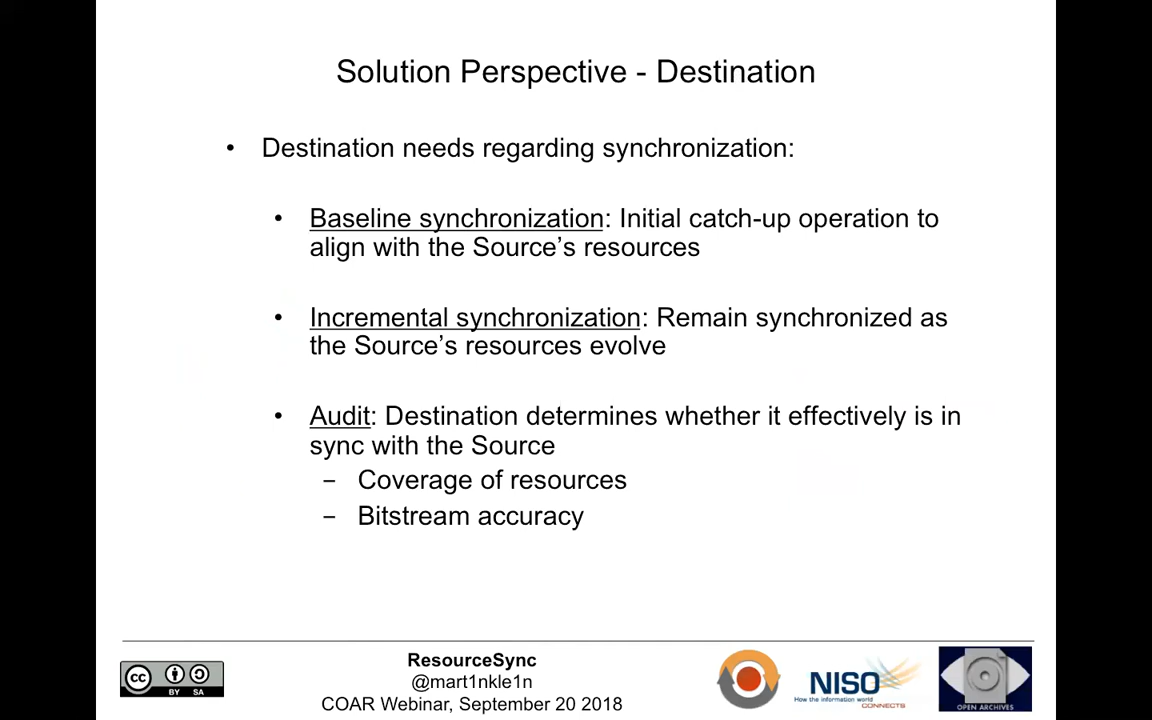 Solution Perspective - Destination
• Destination needs regarding synchronization:
• Baseline synchronization: Initial catch-up operation to
align with the Source's resources
• Incremental synchronization: Remain synchronized as
the Source's resources evolve
• Audit: Destination determines whether it effectively is in
sync with the Source
– Coverage of resources
– Bitstream accuracy
cc BY SA
ResourceSync
@mart1nkle1n
COAR Webinar, September 20 2018
NISO
How the information world
CONNECTS
OPEN ARCHIVES